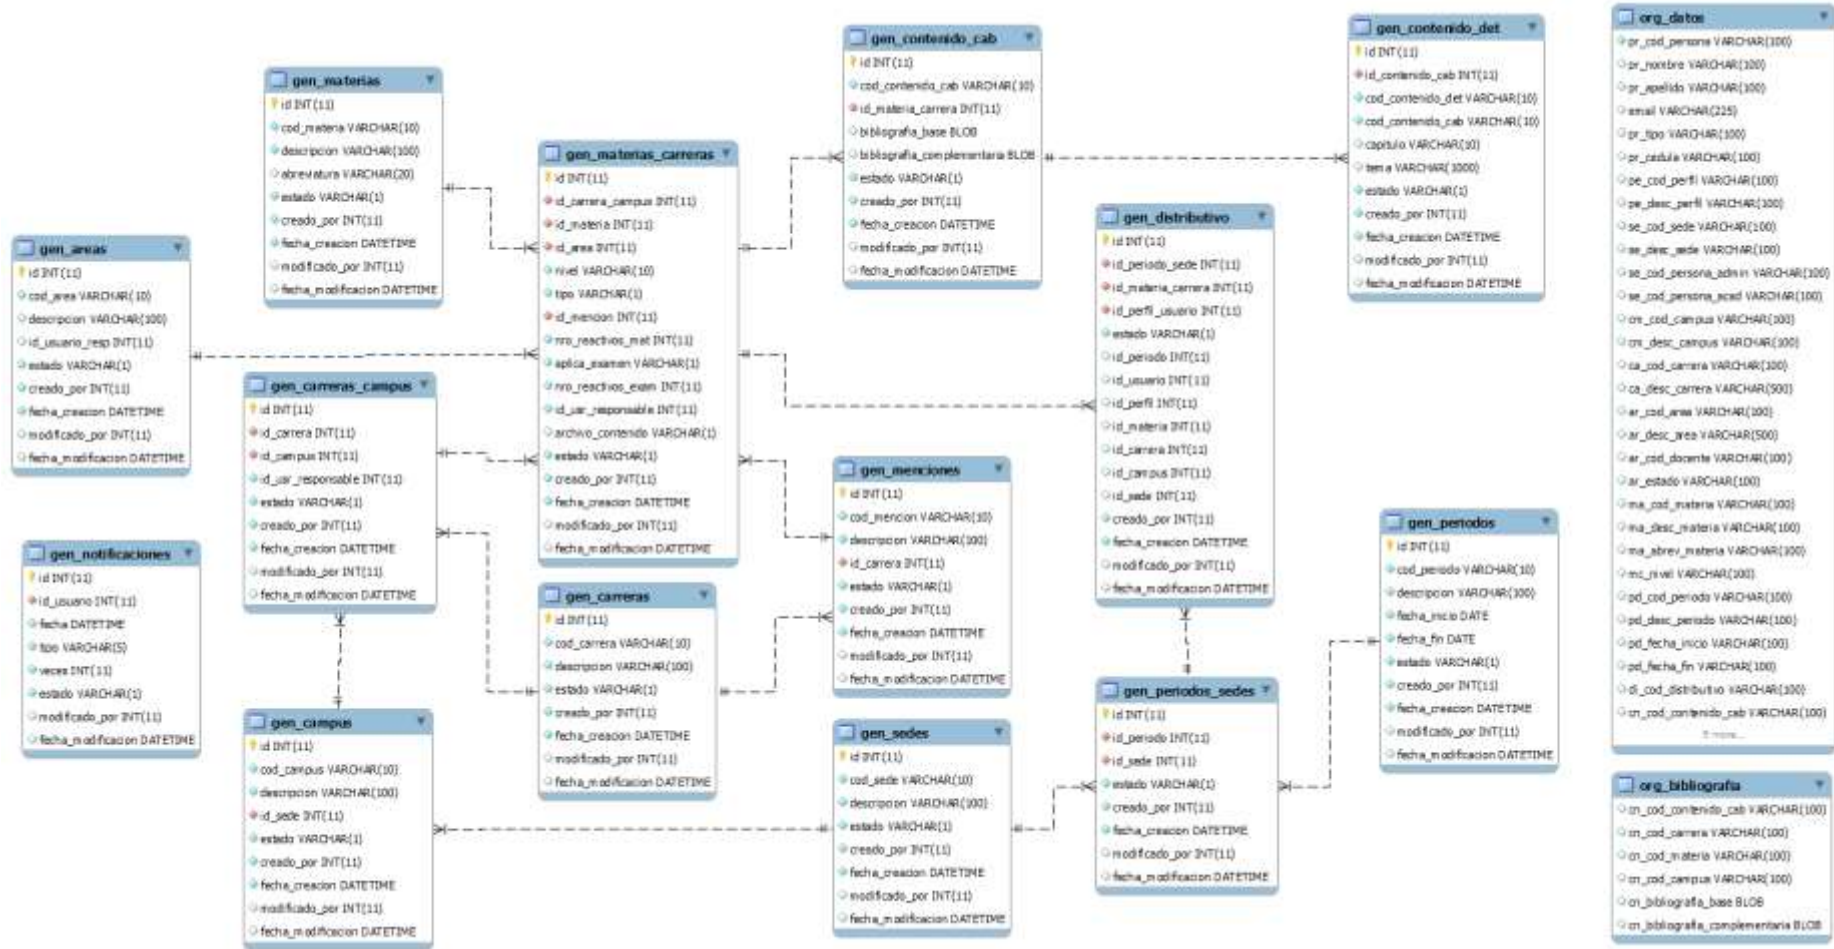 gen_materias
id INT(11)
cod_materia VARCHAR(10)
descripcion VARCHAR(100)
abreviatura VARCHAR(20)
estado VARCHAR(1)
creado_por INT(11)
fecha_creacion DATETIME
modificado_por INT(11)
fecha_modificacion DATETIME
gen_areas
id INT(11)
cod_area VARCHAR(10)
descripcion VARCHAR(100)
id_usuario_resp INT(11)
estado VARCHAR(1)
creado_por INT(11)
fecha_creacion DATETIME
modificado_por INT(11)
fecha_modificacion DATETIME
gen_notificaciones
id INT(11)
id_usuario INT(11)
fecha DATETIME
tipo VARCHAR(5)
veces INT(11)
estado VARCHAR(1)
modificado_por INT(11)
fecha_modificacion DATETIME
gen_carreras_campus
id INT(11)
id_carrera INT(11)
id_campus INT(11)
id_usr_responsable INT(11)
estado VARCHAR(1)
creado_por INT(11)
fecha_creacion DATETIME
modificado_por INT(11)
fecha_modificacion DATETIME
gen_campus
id INT(11)
cod_campus VARCHAR(10)
descripcion VARCHAR(100)
id_sede INT(11)
estado VARCHAR(1)
creado_por INT(11)
fecha_creacion DATETIME
modificado_por INT(11)
fecha_modificacion DATETIME
gen_materias_carreras
id INT(11)
id_carrera_campus INT(11)
id_materia INT(11)
id_area INT(11)
nivel VARCHAR(10)
tipo VARCHAR(1)
id_mencion INT(11)
nro_reactivos_mat INT(11)
aplica_examen VARCHAR(1)
nro_reactivos_exam INT(11)
id_usr_responsable INT(11)
archivo_contenido VARCHAR(1)
estado VARCHAR(1)
creado_por INT(11)
fecha_creacion DATETIME
modificado_por INT(11)
fecha_modificacion DATETIME
gen_carreras
id INT(11)
cod_carrera VARCHAR(10)
descripcion VARCHAR(100)
estado VARCHAR(1)
creado_por INT(11)
fecha_creacion DATETIME
modificado_por INT(11)
fecha_modificacion DATETIME
gen_contenido_cab
id INT(11)
cod_contenido_cab VARCHAR(10)
id_materia_carrera INT(11)
bibliografia_base BLOB
bibliografia_complementaria BLOB
estado VARCHAR(1)
creado_por INT(11)
fecha_creacion DATETIME
modificado_por INT(11)
fecha_modificacion DATETIME
gen_menciones
id INT(11)
cod_mencion VARCHAR(10)
descripcion VARCHAR(100)
id_carrera INT(11)
estado VARCHAR(1)
creado_por INT(11)
fecha_creacion DATETIME
modificado_por INT(11)
fecha_modificacion DATETIME
gen_sedes
id INT(11)
cod_sede VARCHAR(10)
descripcion VARCHAR(100)
estado VARCHAR(1)
creado_por INT(11)
fecha_creacion DATETIME
modificado_por INT(11)
fecha_modificacion DATETIME
gen_distributivo
id INT(11)
id_periodo_sede INT(11)
id_materia_carrera INT(11)
id_perfil_usuario INT(11)
estado VARCHAR(1)
id_periodo INT(11)
id_usuario INT(11)
id_perfil INT(11)
id_materia INT(11)
id_carrera INT(11)
id_campus INT(11)
id_sede INT(11)
creado_por INT(11)
fecha_creacion DATETIME
modificado_por INT(11)
fecha_modificacion DATETIME
gen_periodos_sedes
id INT(11)
id_periodo INT(11)
id_sede INT(11)
estado VARCHAR(1)
creado_por INT(11)
fecha_creacion DATETIME
modificado_por INT(11)
fecha_modificacion DATETIME
gen_contenido_det
id INT(11)
id_contenido_cab INT(11)
cod_contenido_det VARCHAR(10)
cod_contenido_cab VARCHAR(10)
capitulo VARCHAR(10)
tema VARCHAR(1000)
estado VARCHAR(1)
creado_por INT(11)
fecha_creacion DATETIME
modificado_por INT(11)
fecha_modificacion DATETIME
gen_periodos
id INT(11)
cod_periodo VARCHAR(10)
descripcion VARCHAR(100)
fecha_inicio DATE
fecha_fin DATE
estado VARCHAR(1)
creado_por INT(11)
fecha_creacion DATETIME
modificado_por INT(11)
fecha_modificacion DATETIME
org_datos
pr_cod_persona VARCHAR(100)
pr_nombre VARCHAR(100)
pr_apellido VARCHAR(100)
email VARCHAR(225)
pr_tipo VARCHAR(100)
pr_cedula VARCHAR(100)
pe_cod_perfil VARCHAR(100)
pe_desc_perfil VARCHAR(100)
se_cod_sede VARCHAR(100)
se_desc_sede VARCHAR(100)
se_cod_persona_admin VARCHAR(100)
se_cod_persona_acad VARCHAR(100)
cm_cod_campus VARCHAR(100)
cm_desc_campus VARCHAR(100)
ca_cod_carrera VARCHAR(100)
ca_desc_carrera VARCHAR(500)
ar_cod_area VARCHAR(100)
ar_desc_area VARCHAR(500)
ar_cod_docente VARCHAR(100)
ar_estado VARCHAR(100)
ma_cod_materia VARCHAR(100)
ma_desc_materia VARCHAR(100)
ma_abrev_materia VARCHAR(100)
mc_nivel VARCHAR(100)
pd_cod_periodo VARCHAR(100)
pd_desc_periodo VARCHAR(100)
pd_fecha_inicio VARCHAR(100)
pd_fecha_fin VARCHAR(100)
di_cod_distributivo VARCHAR(100)
cn_cod_contenido_cab VARCHAR(100)
more...
org_bibliografia
cn_cod_contenido_cab VARCHAR(100)
cn_cod_carrera VARCHAR(100)
cn_cod_materia VARCHAR(100)
cn_cod_campus VARCHAR(100)
cn_bibliografia_base BLOB
cn_bibliografia_complementaria BLOB